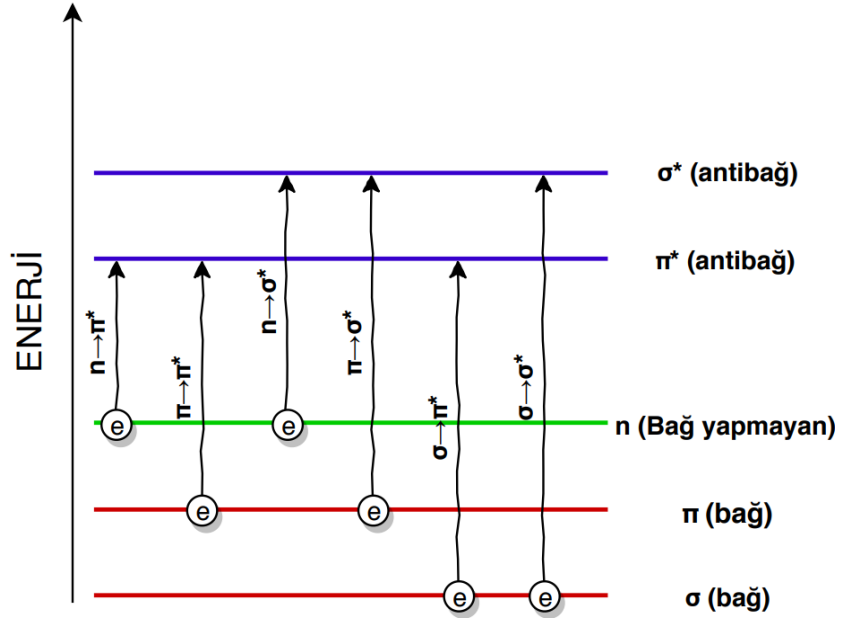 ENERJİ
σ* (antibağ)
π* (antibağ)
n (Bağ yapmayan)
π (bağ)
σ (bağ)
n→π*
π→π*
n→σ*
π→σ*
σ→π*
σ→σ*
e
e
e
e
e
e